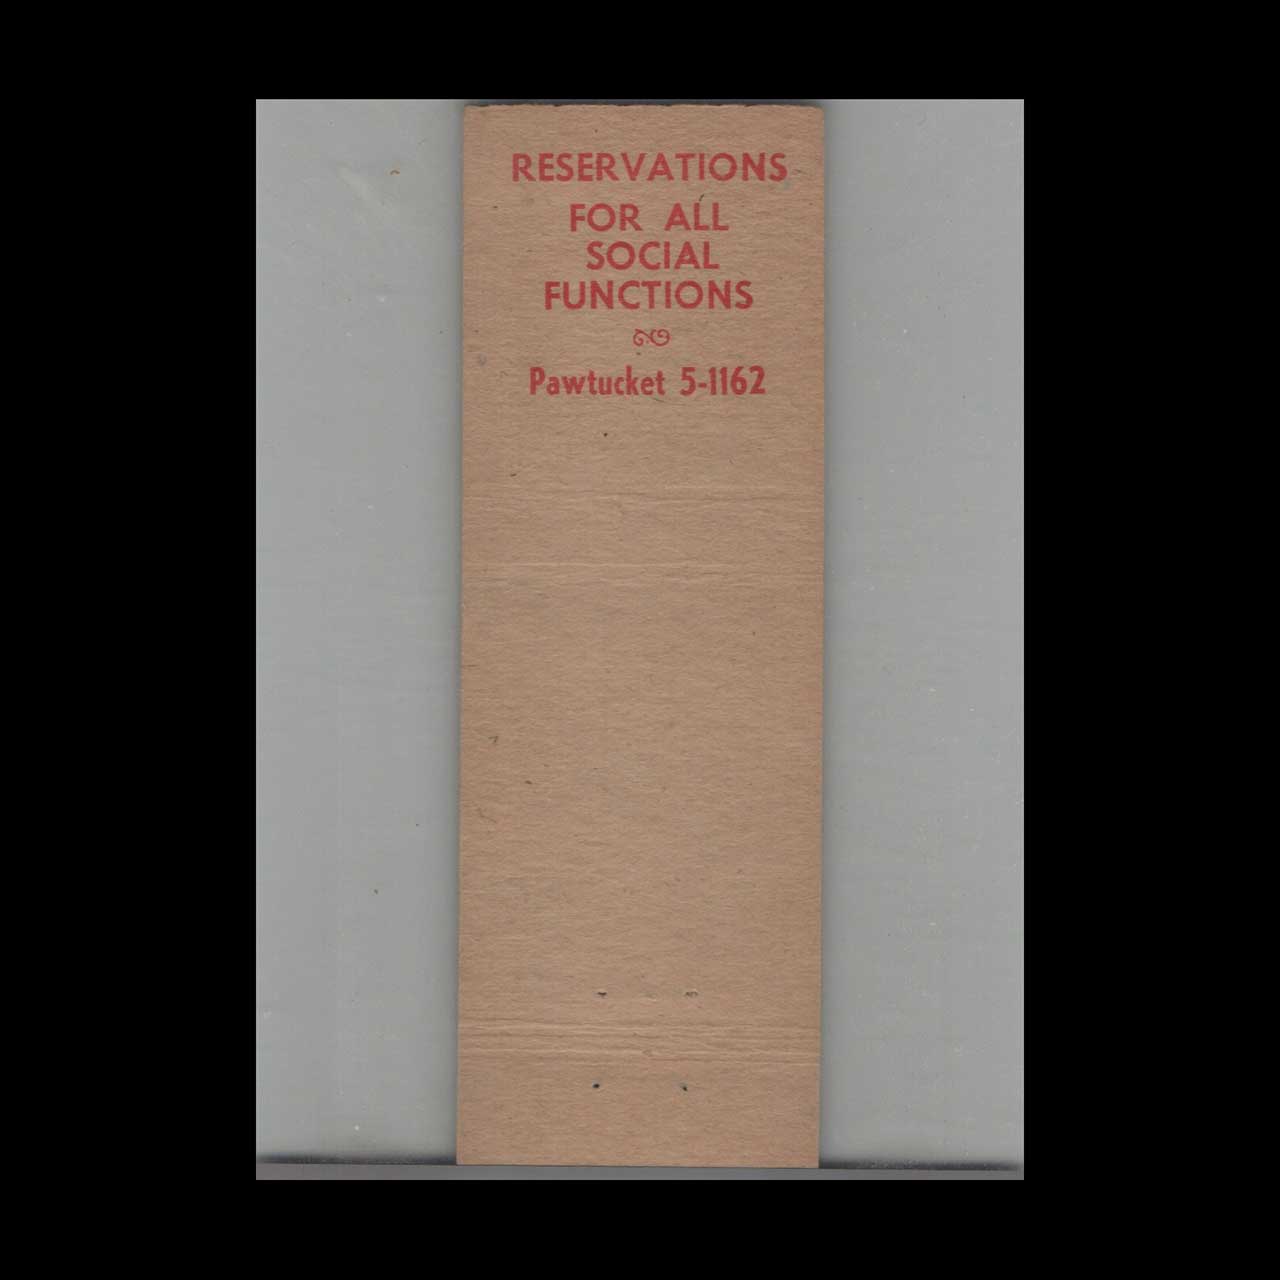 RESERVATIONS
FOR ALL
SOCIAL
FUNCTIONS
Pawtucket 5-1162